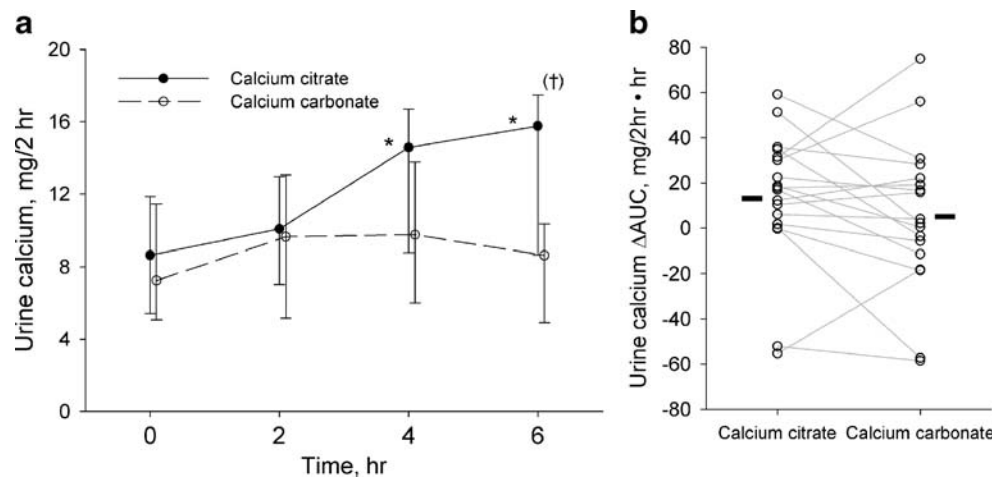 a
Urine calcium, mg/2 hr
20
16
12
8
4
0
Calcium citrate
Calcium carbonate
*
*
(†)
0 2 4 6
Time, hr
b
Urine calcium ΔAUC, mg/2hr • hr
80
60
40
20
0
-20
-40
-60
-80
Calcium citrate Calcium carbonate